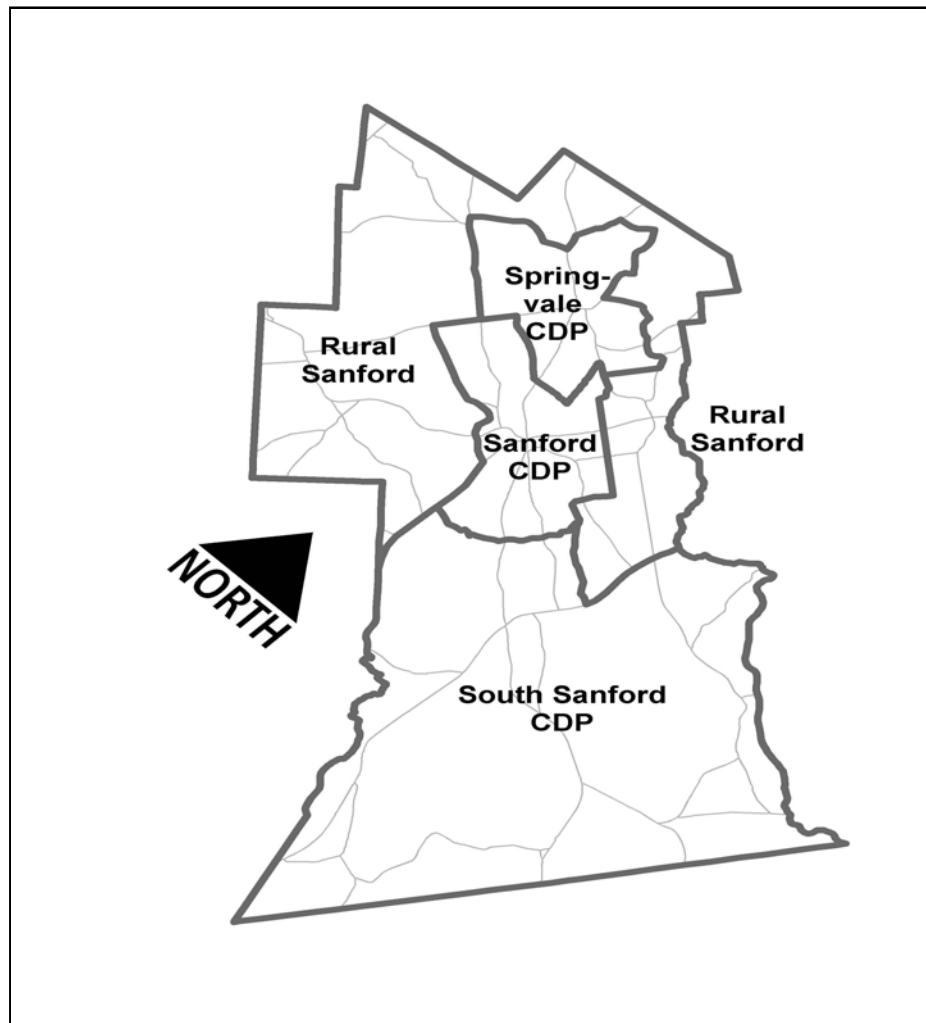 Spring-
vale
CDP
Rural
Sanford
Rural
Sanford
Sanford
CDP
NORTH
South Sanford
CDP